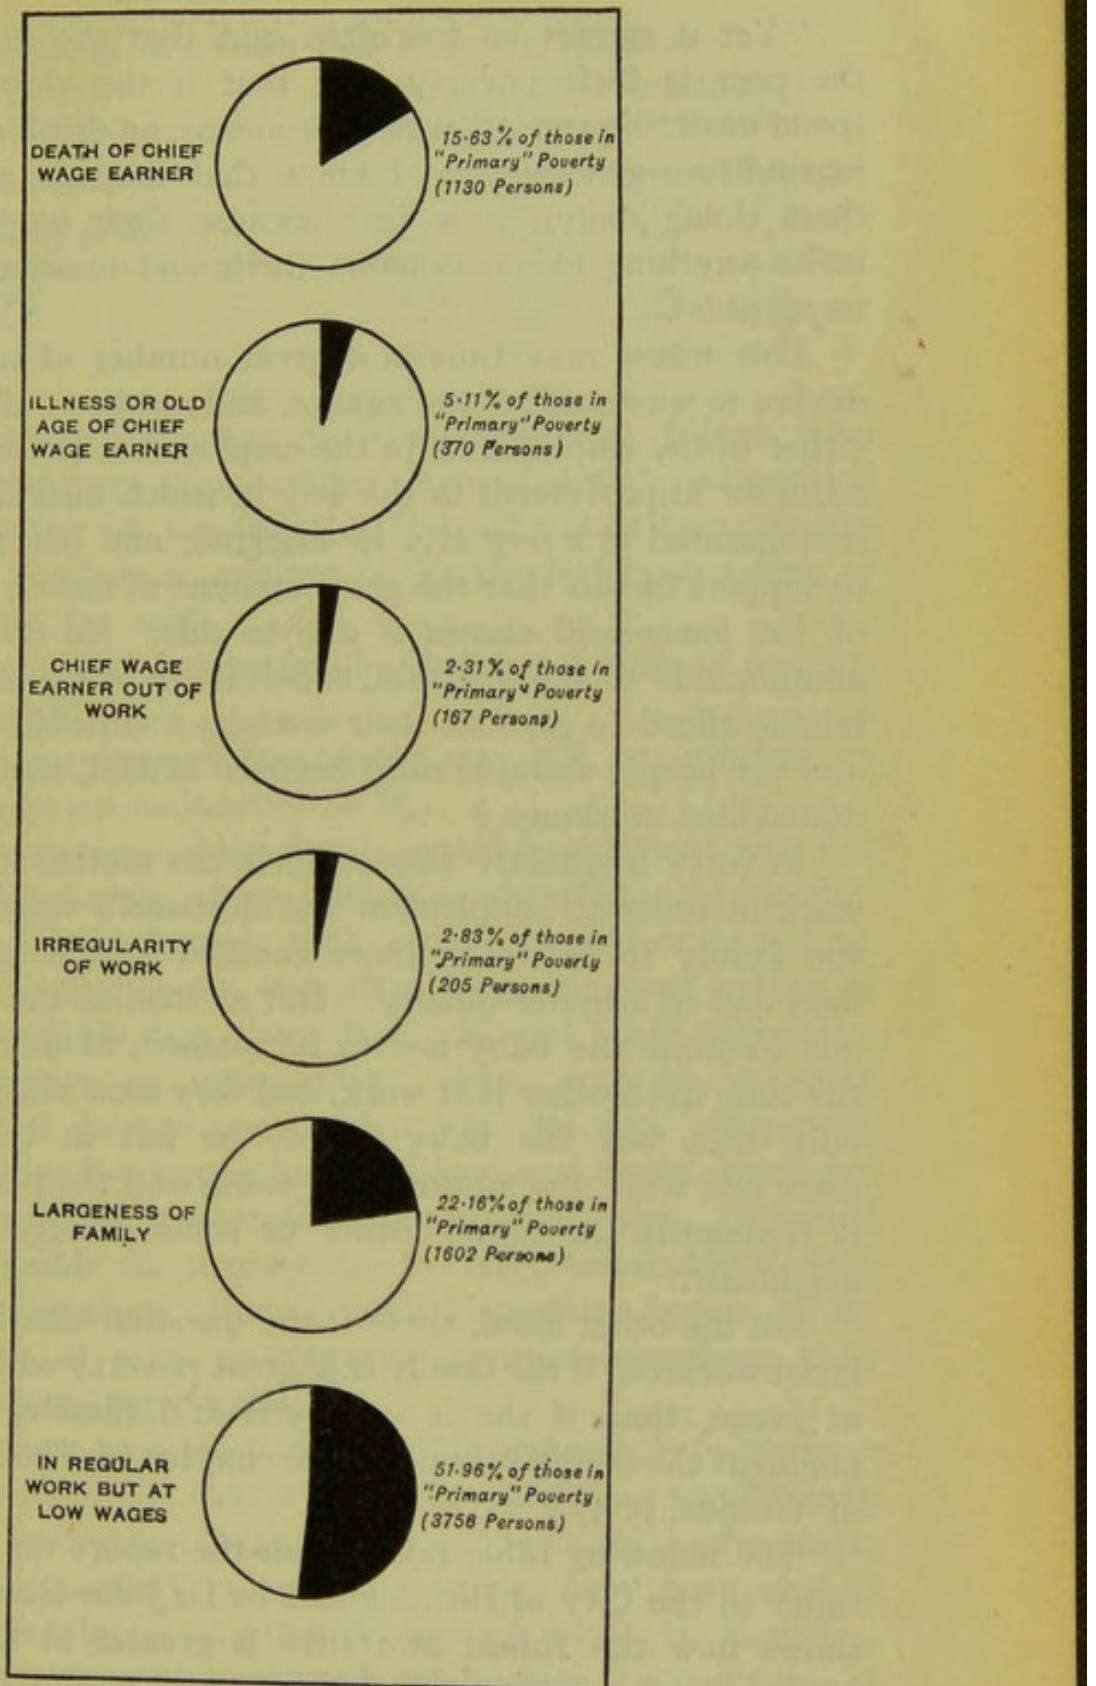 DEATH OF CHIEF
WAGE EARNER
15·63% of those in
"Primary" Poverty
(1130 Persons)
ILLNESS OR OLD
AGE OF CHIEF
WAGE EARNER
5·11% of those in
"Primary" Poverty
(370 Persons)
CHIEF WAGE
EARNER OUT OF
WORK
2·31% of those in
"Primary" Poverty
(167 Persons)
IRREGULARITY
OF WORK
2·83% of those in
"Primary" Poverty
(205 Persons)
LARGENESS OF
FAMILY
22·16% of those in
"Primary" Poverty
(1602 Persons)
IN REGULAR
WORK BUT AT
LOW WAGES
51·96% of those in
"Primary" Poverty
(3756 Persons)